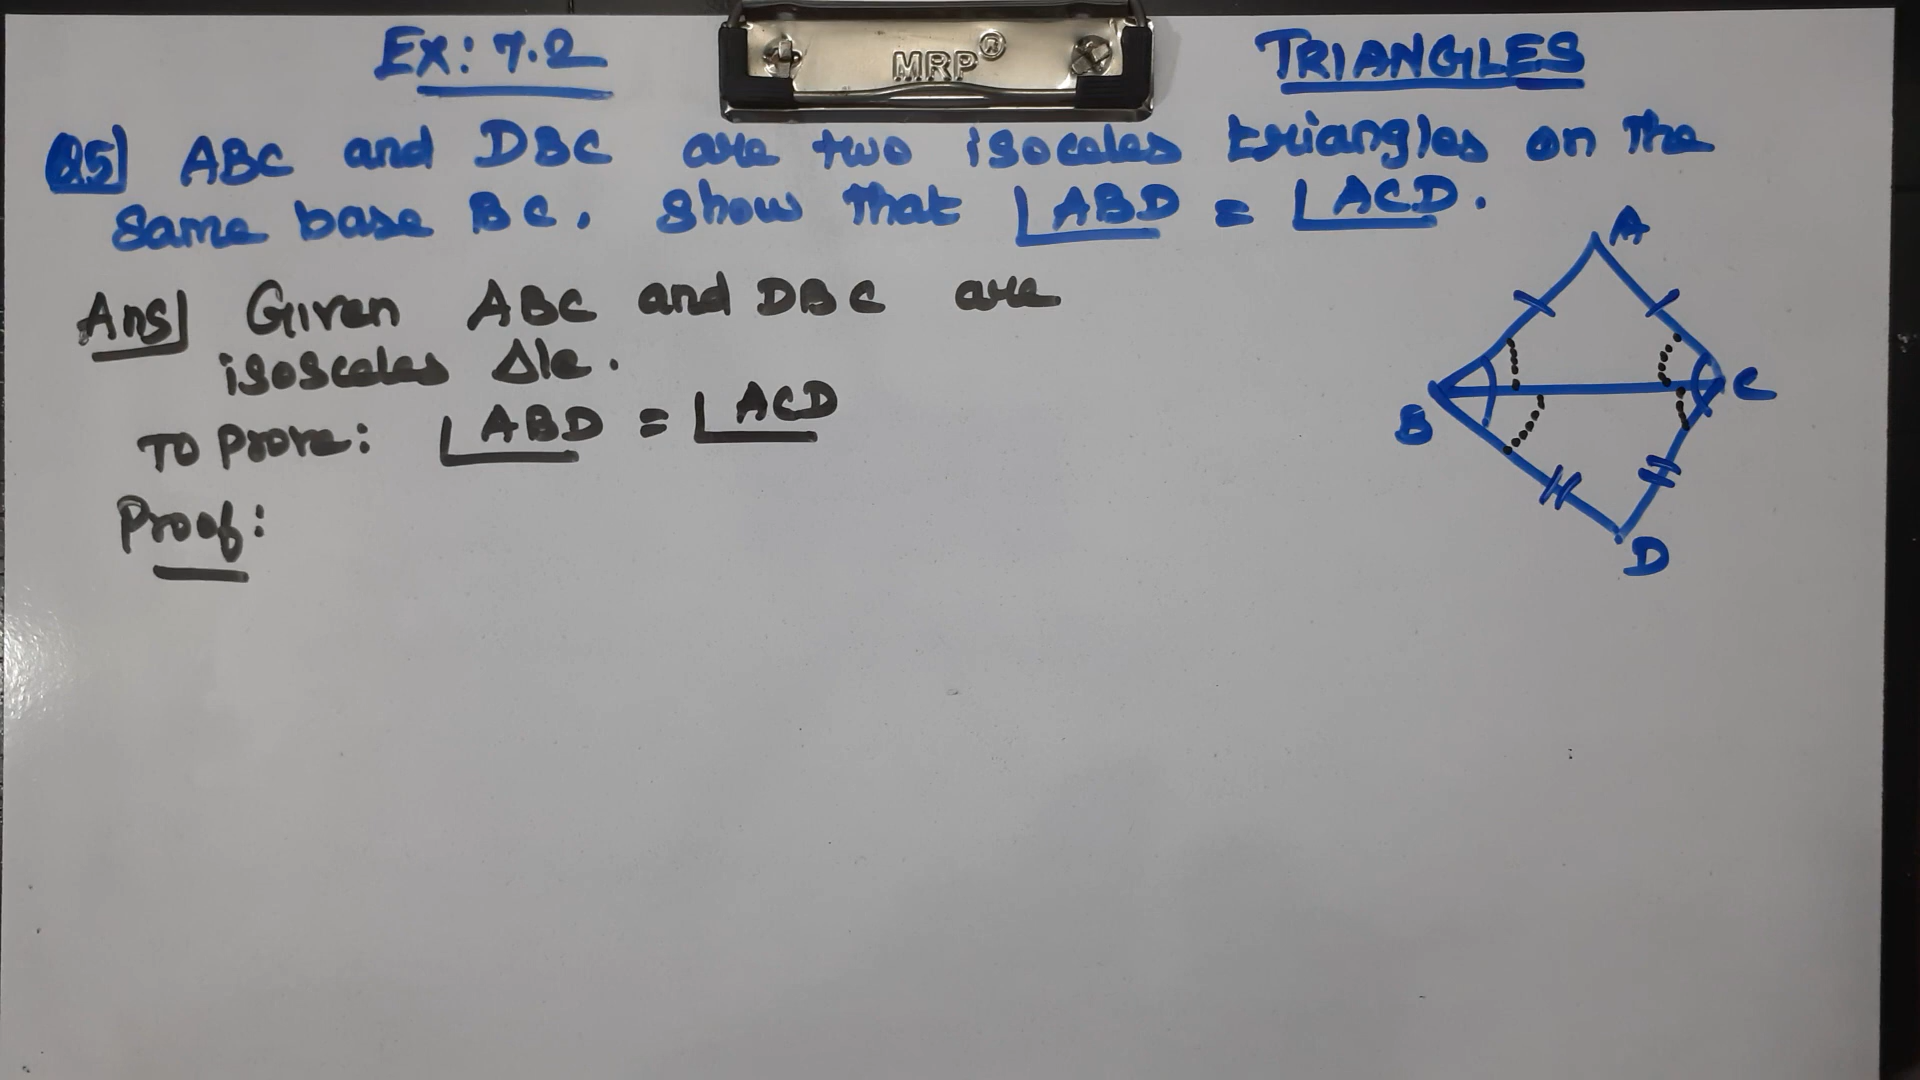 Ex: 7.2
MRP®
TRIANGLES
Q5] ABC and DBC are two isoceles triangles on The
same base BC. Show That ∠ABD = ∠ACD.
Ans] Given ABC and DBC are
isosceles Δle.
To Prove: ∠ABD = ∠ACD
Proof:
A
B
C
D